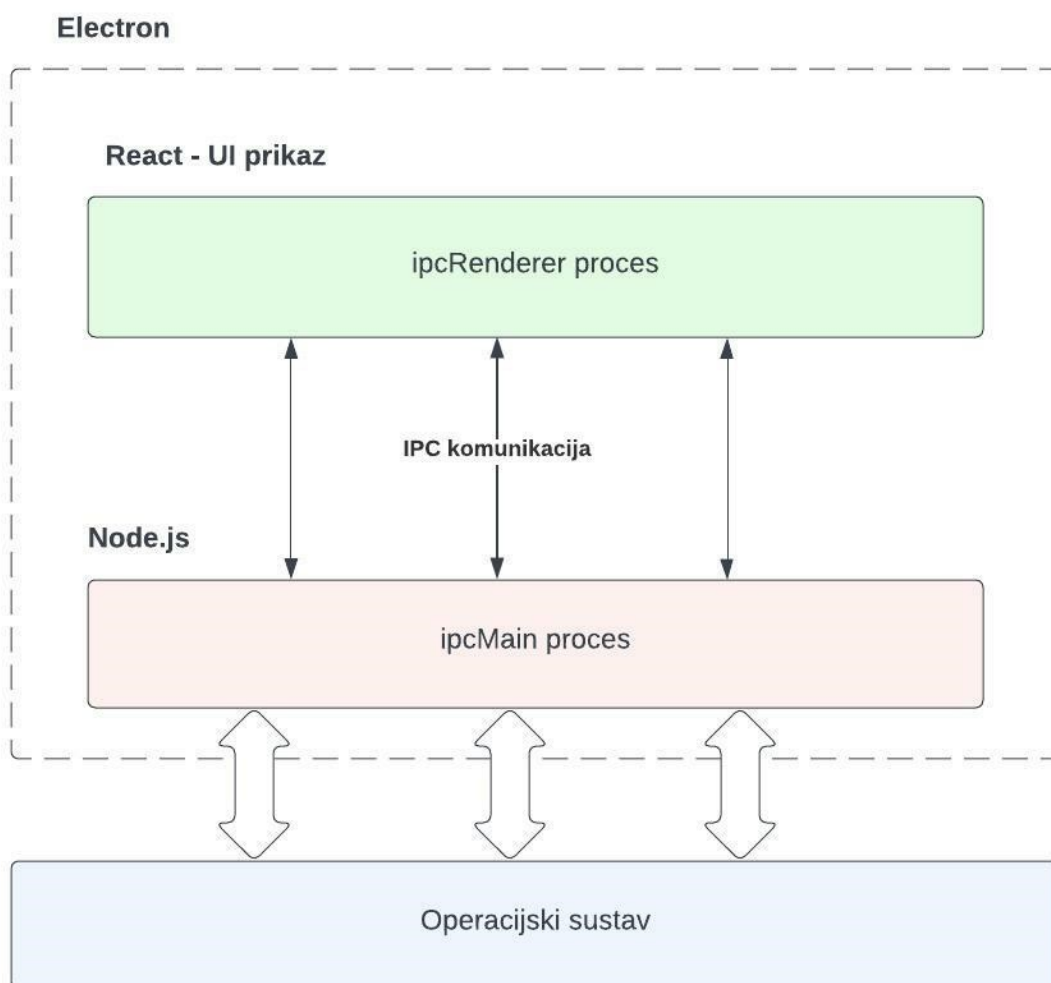 Electron
React - UI prikaz
ipcRenderer proces
IPC komunikacija
Node.js
ipcMain proces
Operacijski sustav